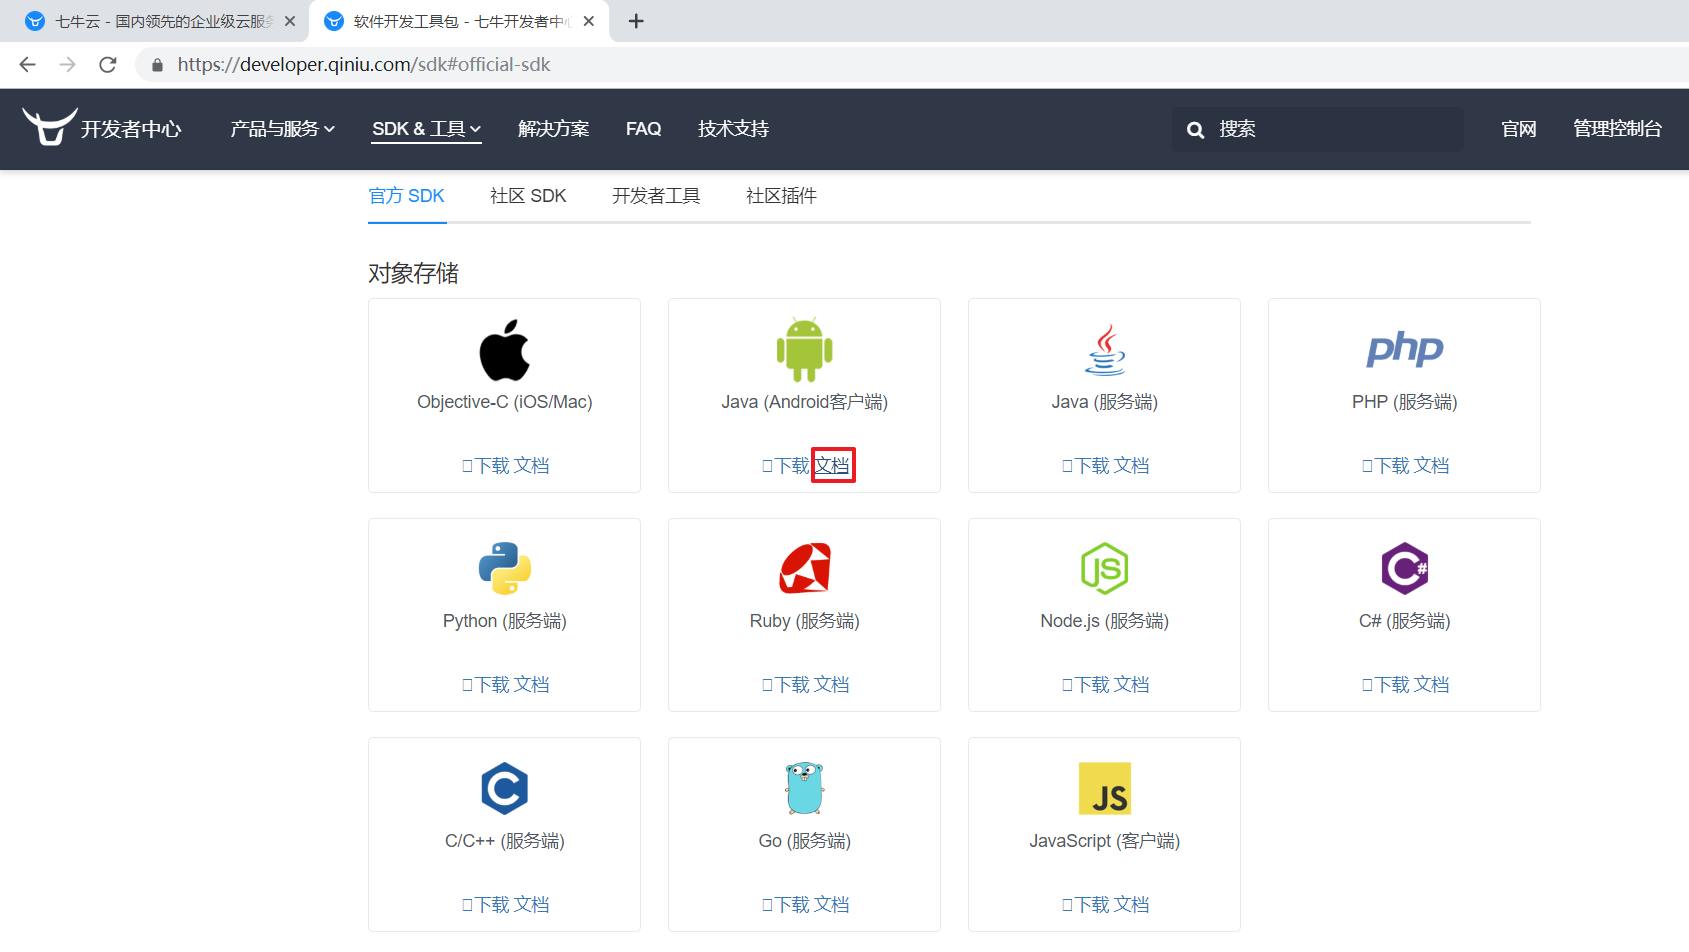 七牛云 - 国内领先的企业级云服务
软件开发工具包 - 七牛开发者中心
https://developer.qiniu.com/sdk#official-sdk
开发者中心 产品与服务 SDK & 工具 解决方案 FAQ 技术支持 搜索 官网 管理控制台
官方 SDK 社区 SDK 开发者工具 社区插件
对象存储
php
Objective-C (iOS/Mac) Java (Android客户端) Java (服务端) PHP (服务端)
下载 文档 下载 文档 下载 文档 下载 文档
JS C#
Python (服务端) Ruby (服务端) Node.js (服务端) C# (服务端)
下载 文档 下载 文档 下载 文档 下载 文档
C JS
C/C++ (服务端) Go (服务端) JavaScript (客户端)
下载 文档 下载 文档 下载 文档